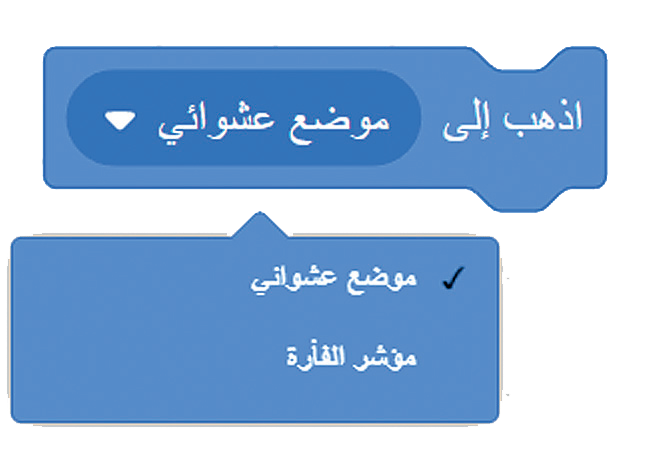 اذهب إلى موضع عشوائي
موضع عشوائي
مؤشر الفأرة